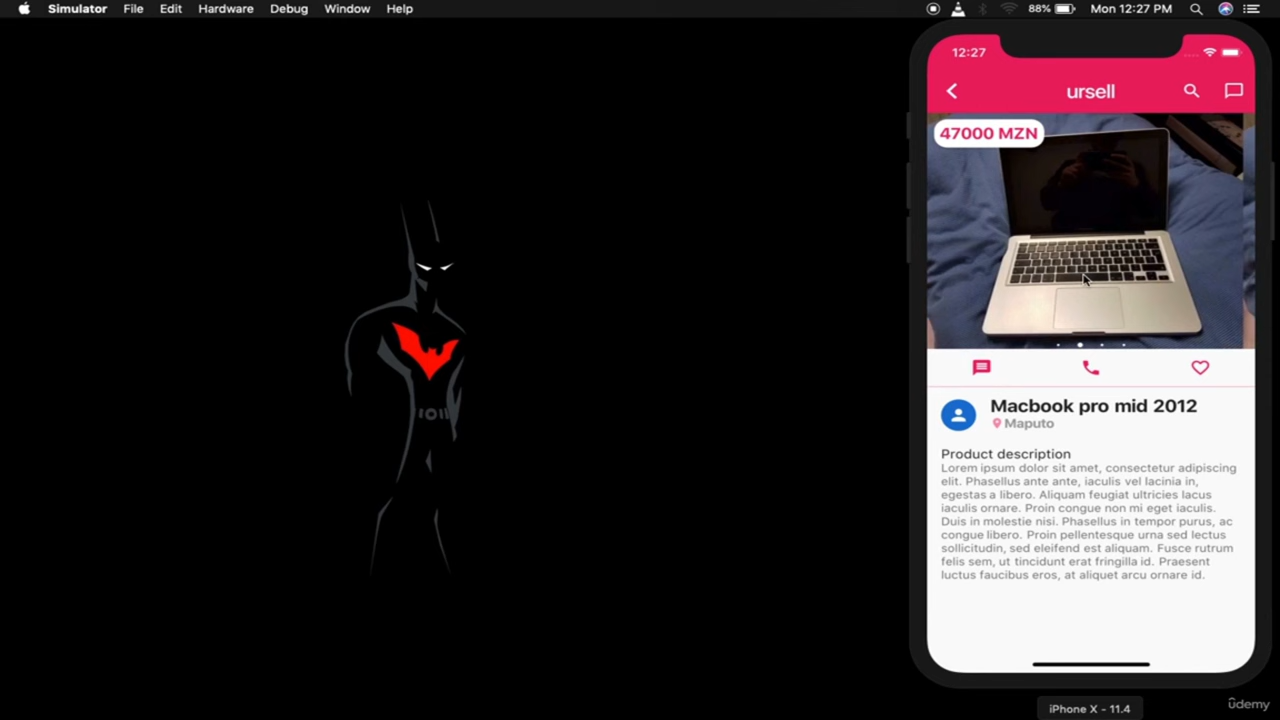 Simulator File Edit Hardware Debug Window Help
88% Mon 12:27 PM
12:27
ursell
47000 MZN
Macbook pro mid 2012
Maputo
Product description
Lorem ipsum dolor sit amet, consectetur adipiscing
elit. Phasellus ante ante, iaculis vel lacinia in,
egestas a libero. Aliquam feugiat ultricies lacus
iaculis ornare. Proin congue non mi eget iaculis.
Duis in molestie nisi. Phasellus in tempor purus, ac
congue libero. Proin pellentesque urna sed lectus
sollicitudin, sed eleifend est aliquam. Fusce rutrum
felis sem, ut tincidunt erat fringilla id. Praesent
luctus faucibus eros, at aliquet arcu ornare id.
iPhone X - 11.4
ûdemy